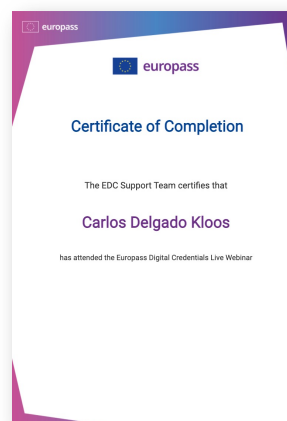 europass
europass
Certificate of Completion
The EDC Support Team certifies that
Carlos Delgado Kloos
has attended the Europass Digital Credentials Live Webinar